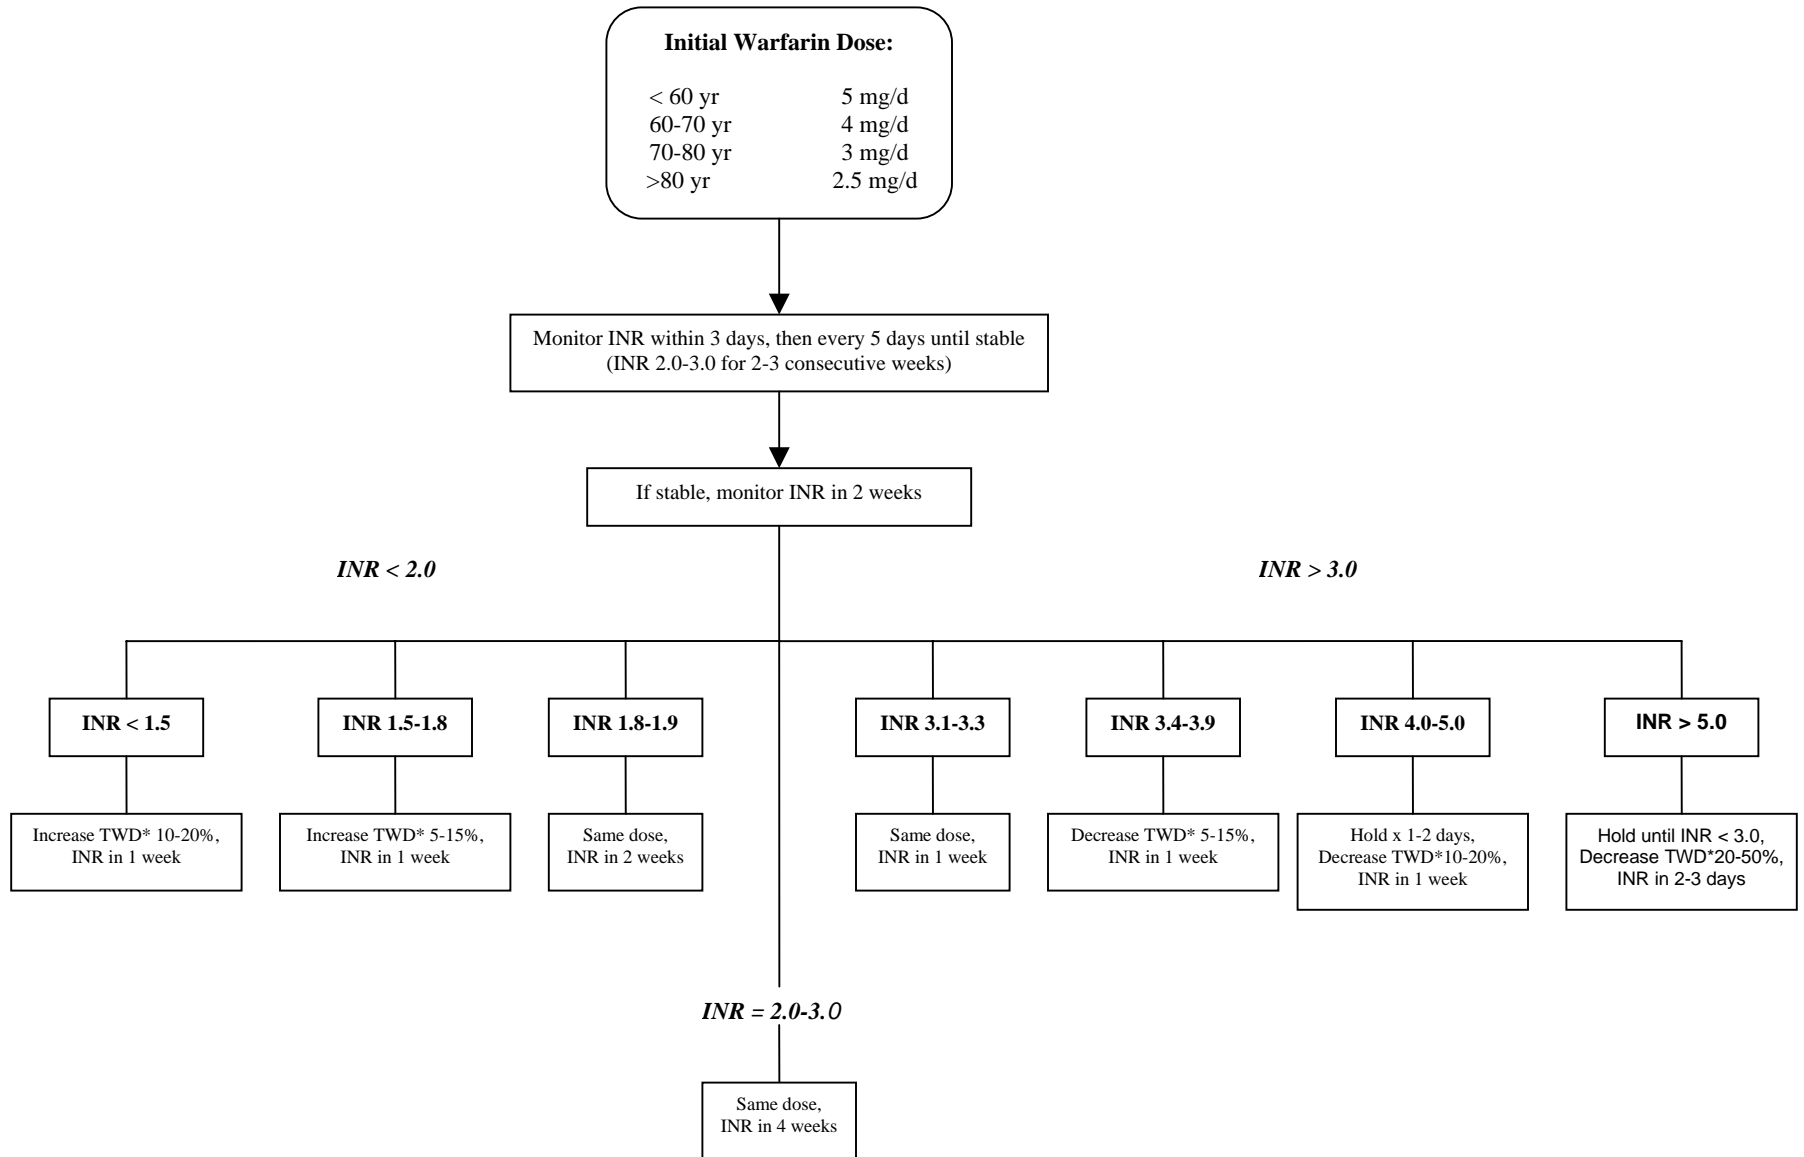 Initial Warfarin Dose:
< 60 yr 5 mg/d
60-70 yr 4 mg/d
70-80 yr 3 mg/d
>80 yr 2.5 mg/d
Monitor INR within 3 days, then every 5 days until stable
(INR 2.0-3.0 for 2-3 consecutive weeks)
If stable, monitor INR in 2 weeks
INR < 2.0
INR > 3.0
INR < 1.5
Increase TWD* 10-20%,
INR in 1 week
INR 1.5-1.8
Increase TWD* 5-15%,
INR in 1 week
INR 1.8-1.9
Same dose,
INR in 2 weeks
INR 3.1-3.3
Same dose,
INR in 1 week
INR 3.4-3.9
Decrease TWD* 5-15%,
INR in 1 week
INR 4.0-5.0
Hold x 1-2 days,
Decrease TWD*10-20%,
INR in 1 week
INR > 5.0
Hold until INR < 3.0,
Decrease TWD*20-50%,
INR in 2-3 days
INR = 2.0-3.0
Same dose,
INR in 4 weeks